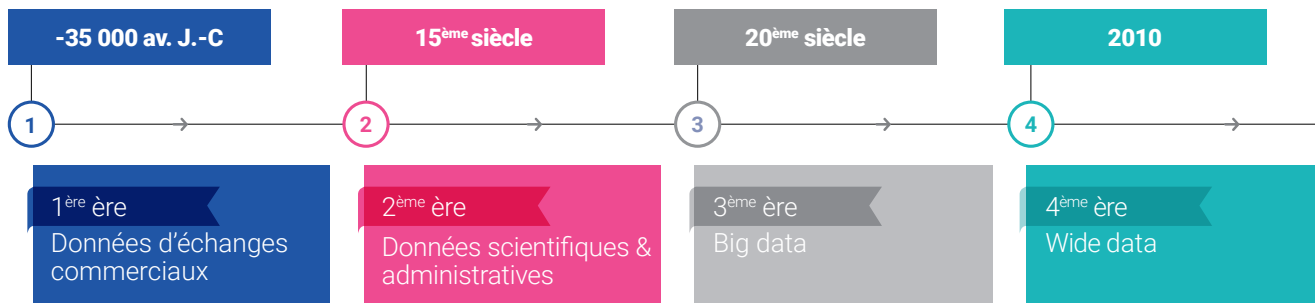 -35 000 av. J.-C
15ème siècle
20ème siècle
2010
1
2
3
4
1ère ère
Données d'échanges
commerciaux
2ème ère
Données scientifiques &
administratives
3ème ère
Big data
4ème ère
Wide data